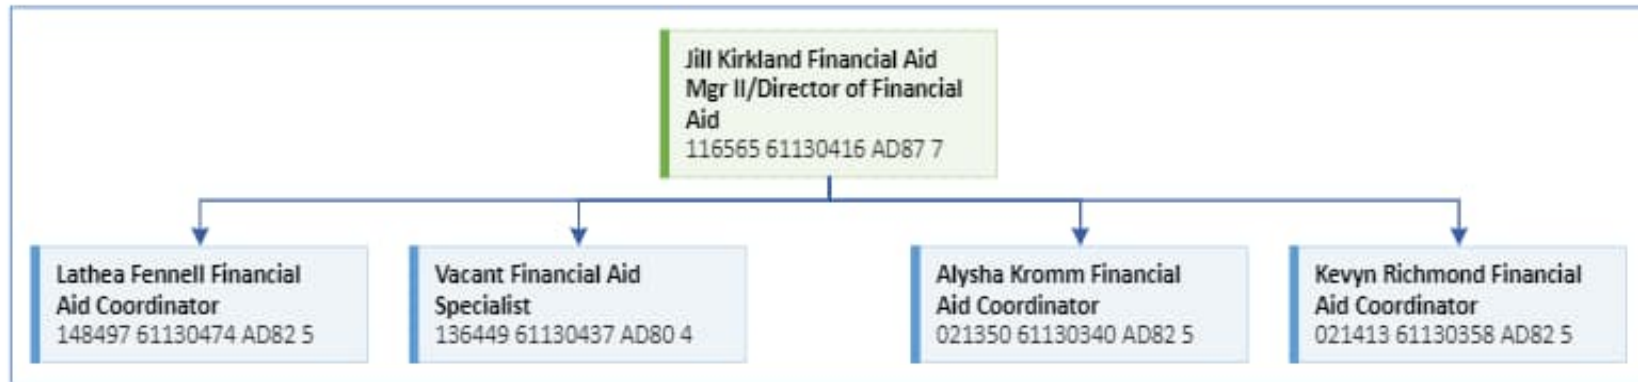 Jill Kirkland Financial Aid
Mgr II/Director of Financial
Aid
116565 61130416 AD87 7
Lathea Fennell Financial
Aid Coordinator
148497 61130474 AD82 5
Vacant Financial Aid
Specialist
136449 61130437 AD80 4
Alysha Kromm Financial
Aid Coordinator
021350 61130340 AD82 5
Kevyn Richmond Financial
Aid Coordinator
021413 61130358 AD82 5